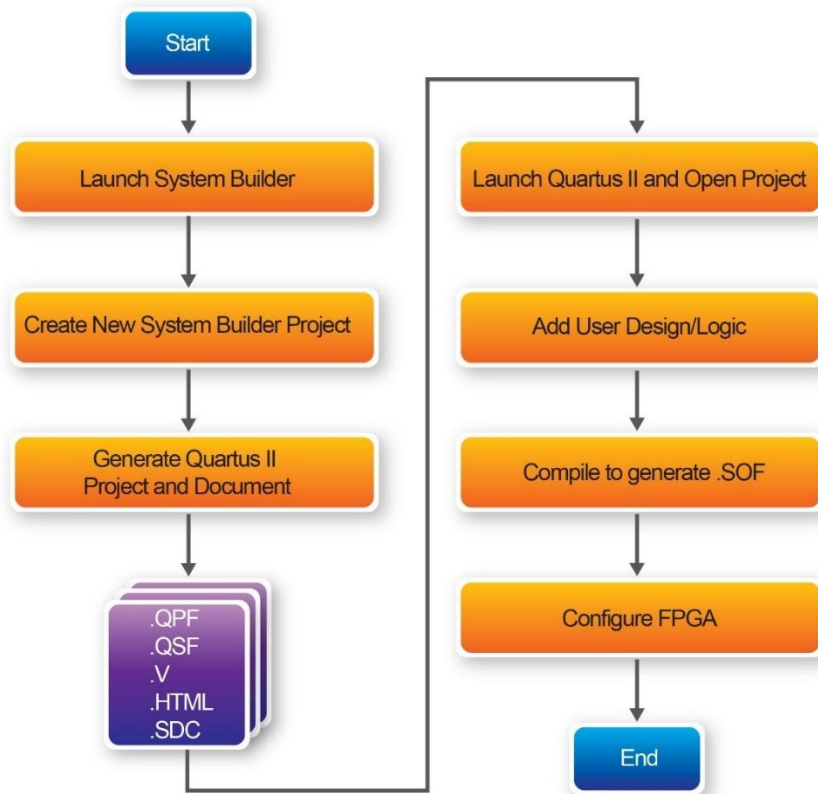 Start
Launch System Builder
Create New System Builder Project
Generate Quartus II
Project and Document
.QPF
.QSF
.V
.HTML
.SDC
Launch Quartus II and Open Project
Add User Design/Logic
Compile to generate .SOF
Configure FPGA
End